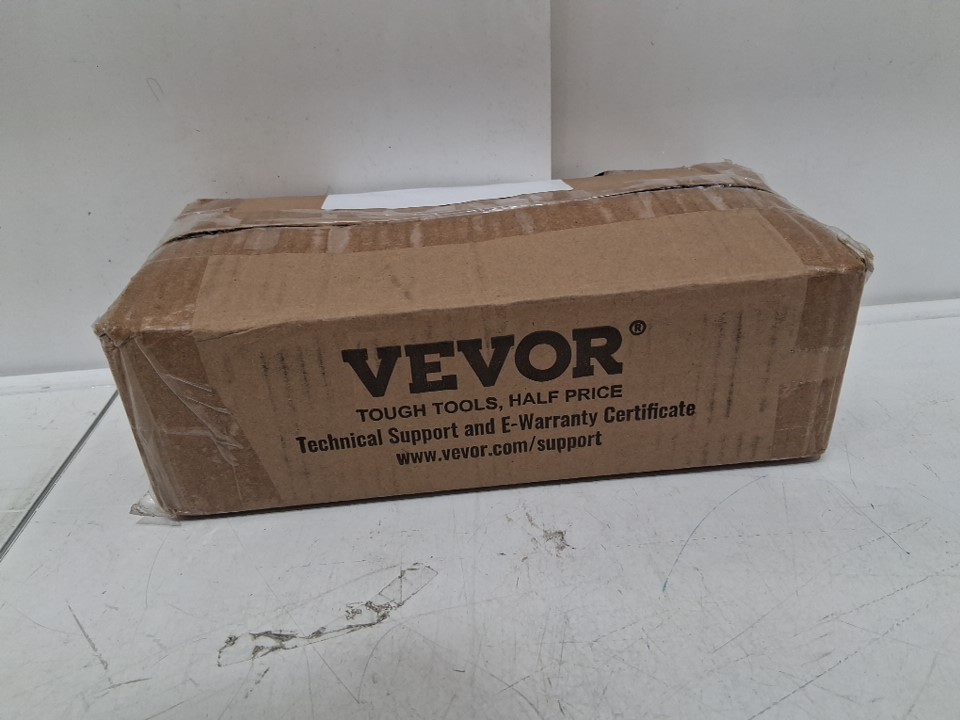 VEVOR®
TOUGH TOOLS, HALF PRICE
Technical Support and E-Warranty Certificate
www.vevor.com/support